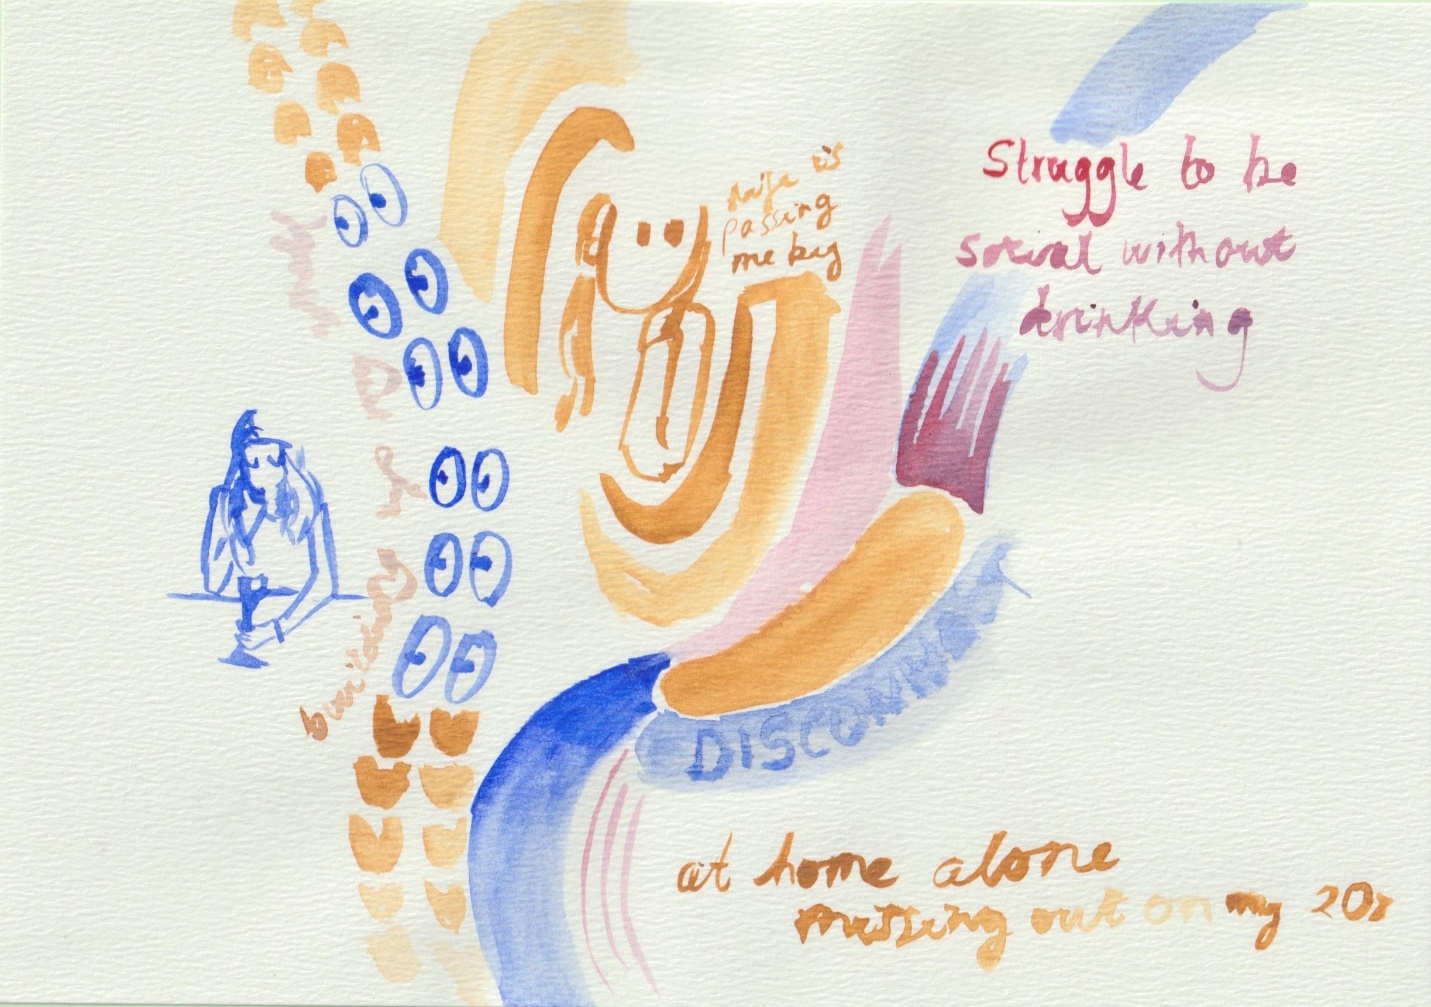 life is
passing
me by
Struggle to be
social without
drinking
DISCONNECT
at home alone
missing out on my 20s